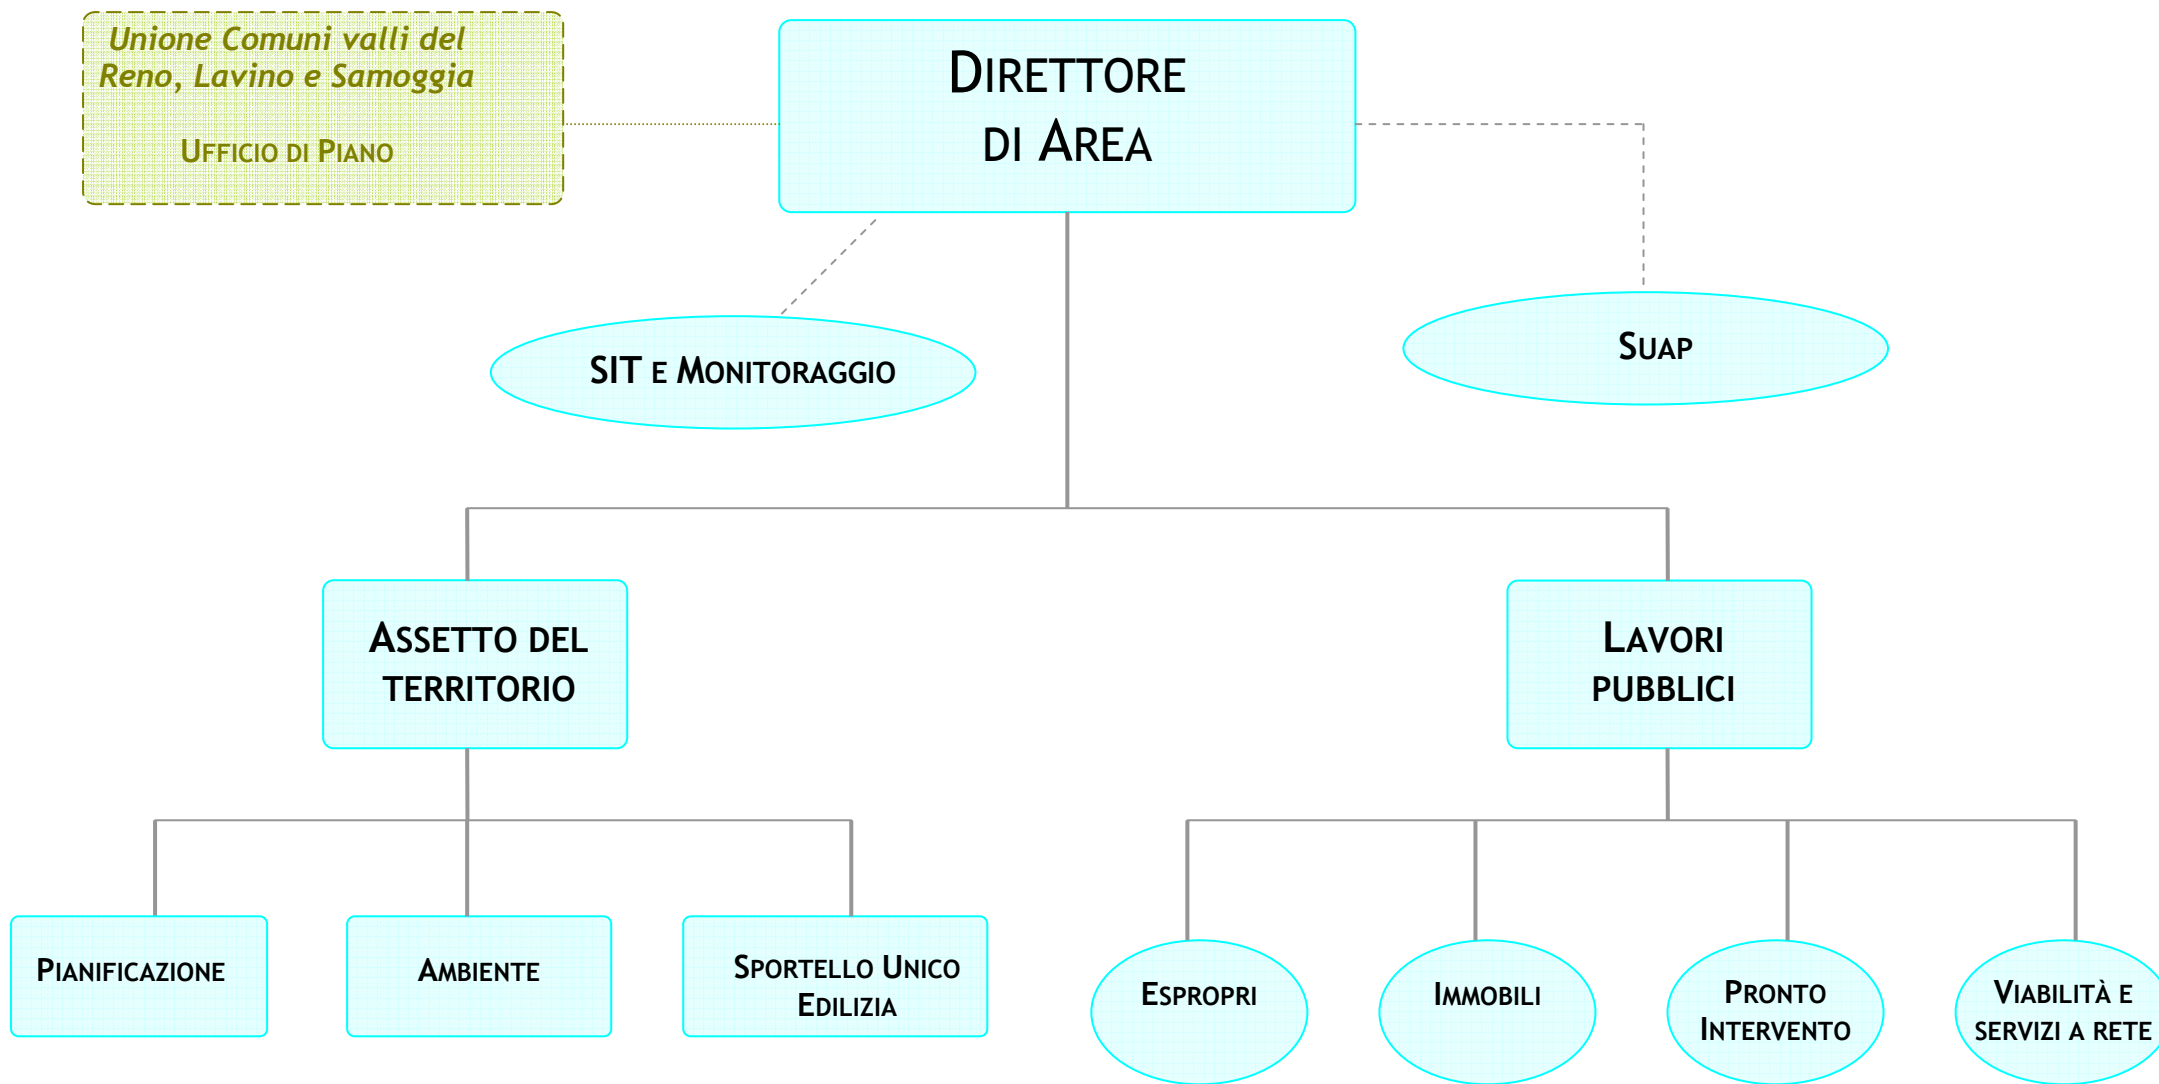 Unione Comuni valli del
Reno, Lavino e Samoggia
UFFICIO DI PIANO
DIRETTORE
DI AREA
SIT E MONITORAGGIO
SUAP
ASSETTO DEL
TERRITORIO
LAVORI
PUBBLICI
PIANIFICAZIONE
AMBIENTE
SPORTELLO UNICO
EDILIZIA
ESPROPRI
IMMOBILI
PRONTO
INTERVENTO
VIABILITÀ E
SERVIZI A RETE